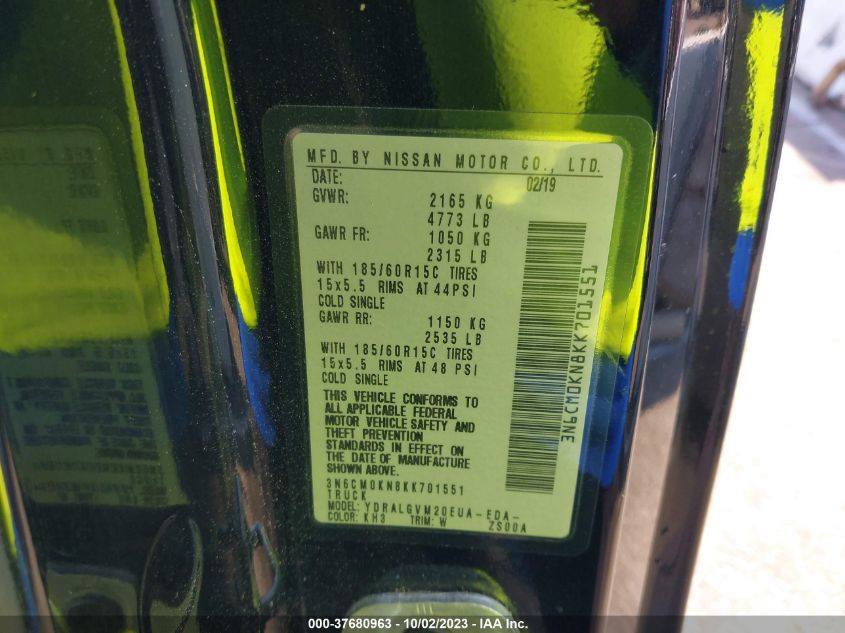 MFD. BY NISSAN MOTOR CO., LTD.
DATE: 02/19
GVWR: 2165 KG
4773 LB
GAWR FR: 1050 KG
2315 LB
WITH 185/60R15C TIRES
15x5.5 RIMS AT 44PSI
COLD SINGLE
GAWR RR: 1150 KG
2535 LB
WITH 185/60R15C TIRES
15x5.5 RIMS AT 48 PSI
COLD SINGLE
THIS VEHICLE CONFORMS TO
ALL APPLICABLE FEDERAL
MOTOR VEHICLE SAFETY AND
THEFT PREVENTION
STANDARDS IN EFFECT ON
THE DATE OF MANUFACTURE
SHOWN ABOVE.
3N6CM0KN8KK701551
TRUCK
MODEL: YDRALGVM20EUA-EDA-
COLOR: KH3 TRIM: W ZS00A
3N6CM0KN8KK701551
000-37680963 - 10/02/2023 - IAA Inc.